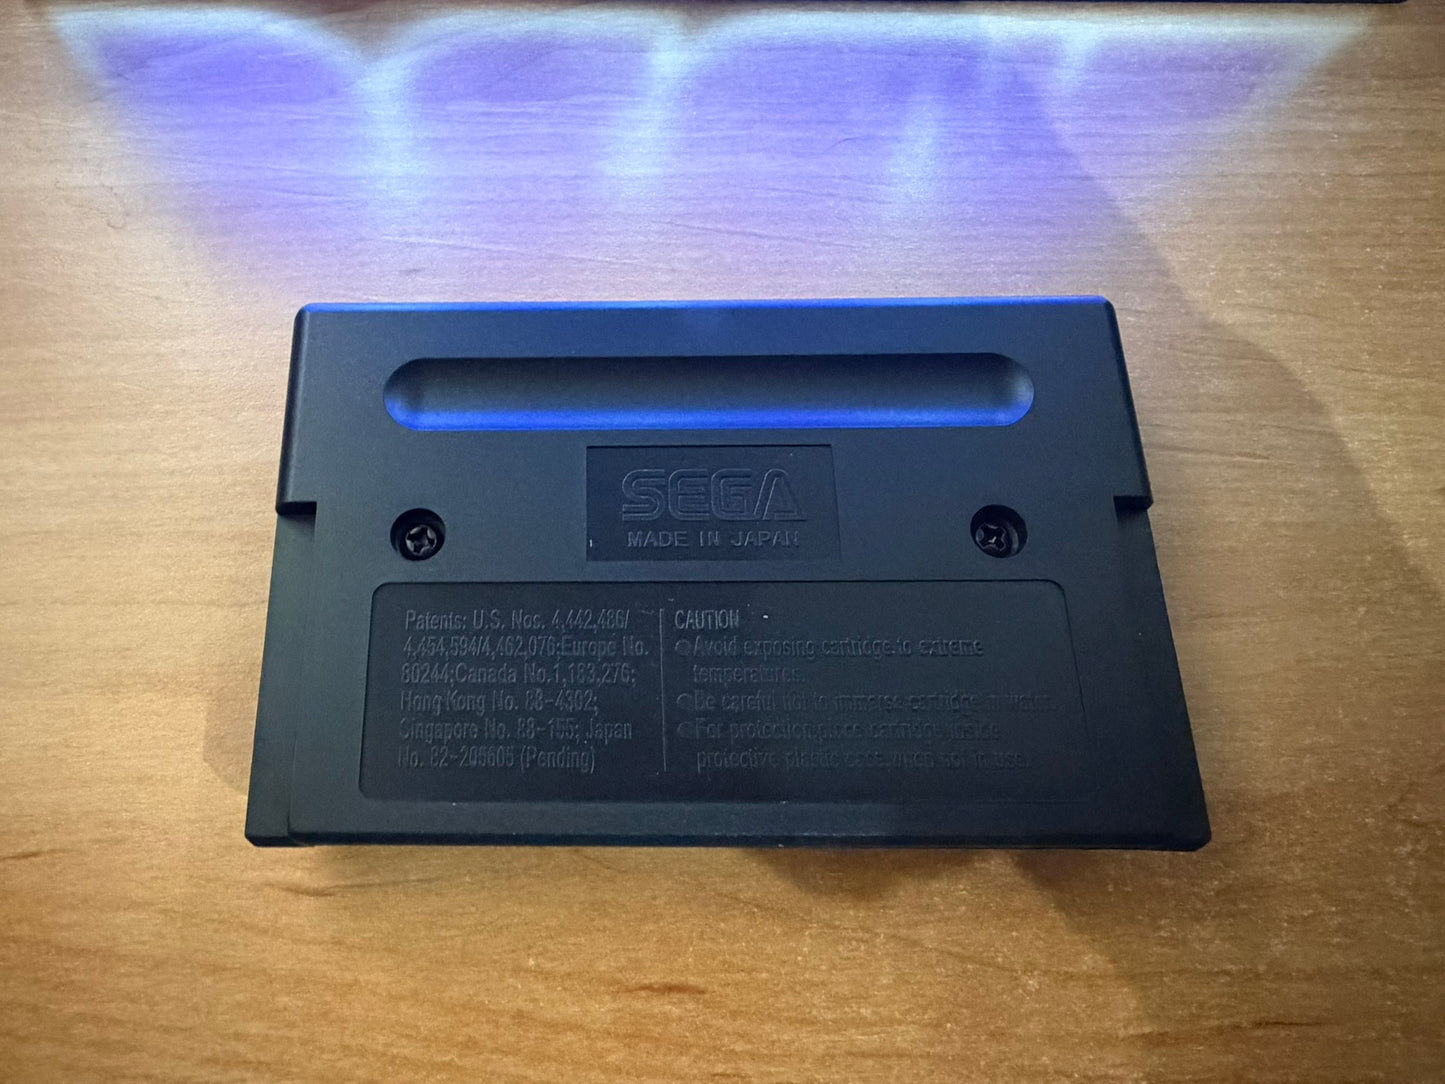 SEGA
MADE IN JAPAN
Patents: U.S. Nos. 4,442,486/
4,454,594/4,462,076;Europe No.
80244;Canada No.1,183,276;
Hong Kong No. 88-4302;
Singapore No. 88-155; Japan
No. 82-205605 (Pending)
CAUTION
Avoid exposing cartridge to extreme
temperatures.
Be careful not to immerse cartridge in water.
For protection,place cartridge inside
protective plastic case,when not in use.